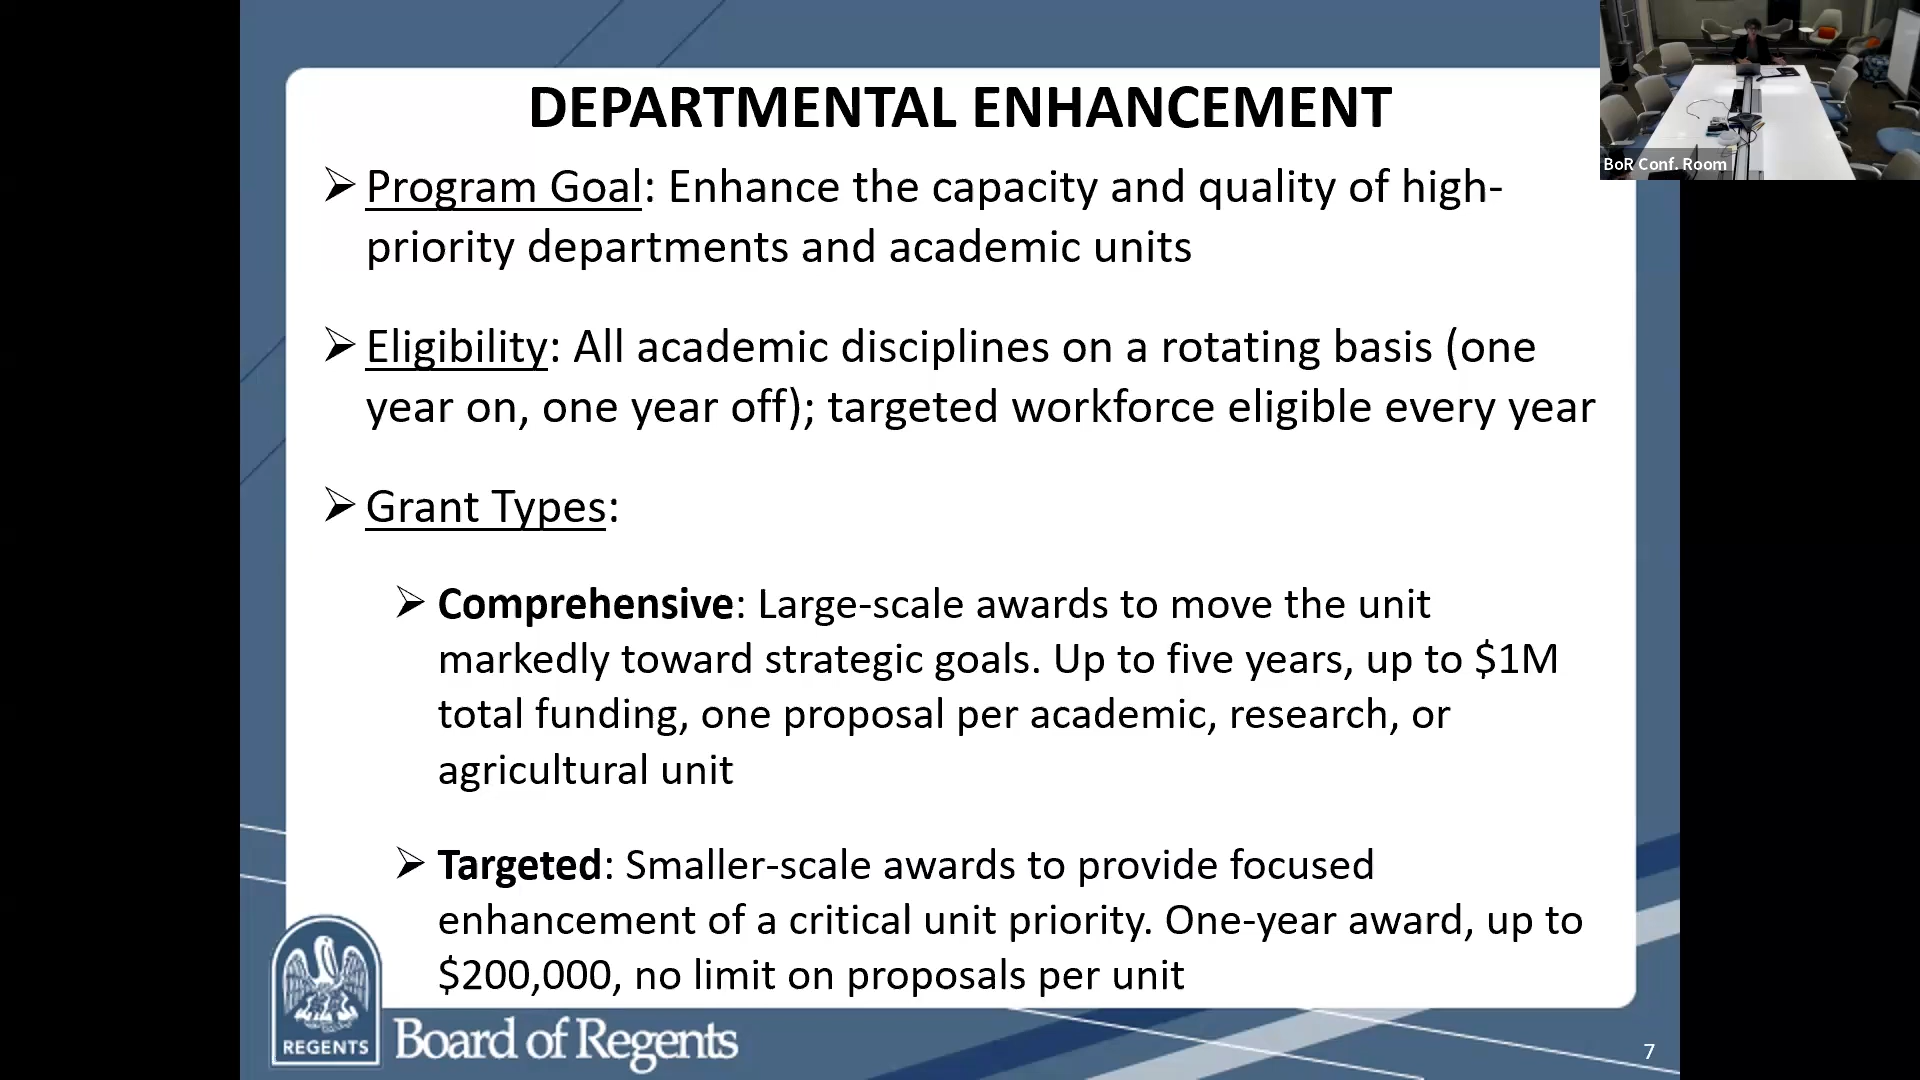 DEPARTMENTAL ENHANCEMENT
BoR Conf. Room
➢ Program Goal: Enhance the capacity and quality of high-
priority departments and academic units
➢ Eligibility: All academic disciplines on a rotating basis (one
year on, one year off); targeted workforce eligible every year
➢ Grant Types:
➢ Comprehensive: Large-scale awards to move the unit
markedly toward strategic goals. Up to five years, up to $1M
total funding, one proposal per academic, research, or
agricultural unit
➢ Targeted: Smaller-scale awards to provide focused
enhancement of a critical unit priority. One-year award, up to
$200,000, no limit on proposals per unit
REGENTS
Board of Regents
7